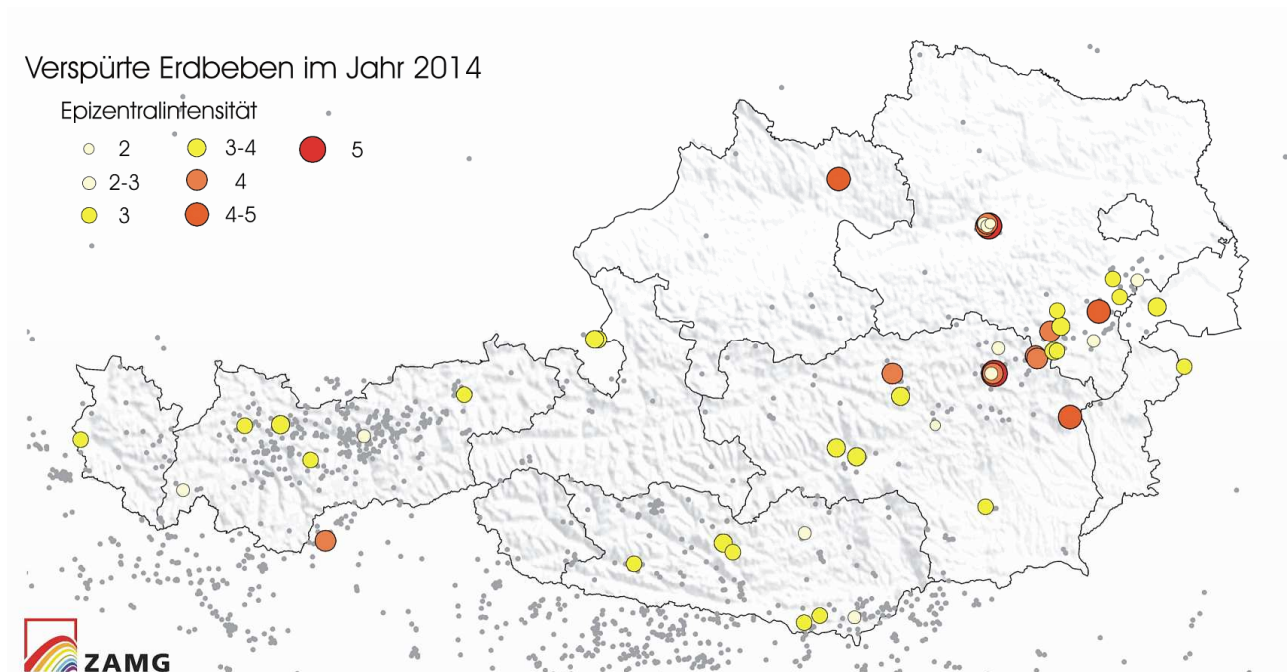 Verspürte Erdbeben im Jahr 2014
Epizentralintensität
2 3-4 5
2-3 4
3 4-5
ZAMG